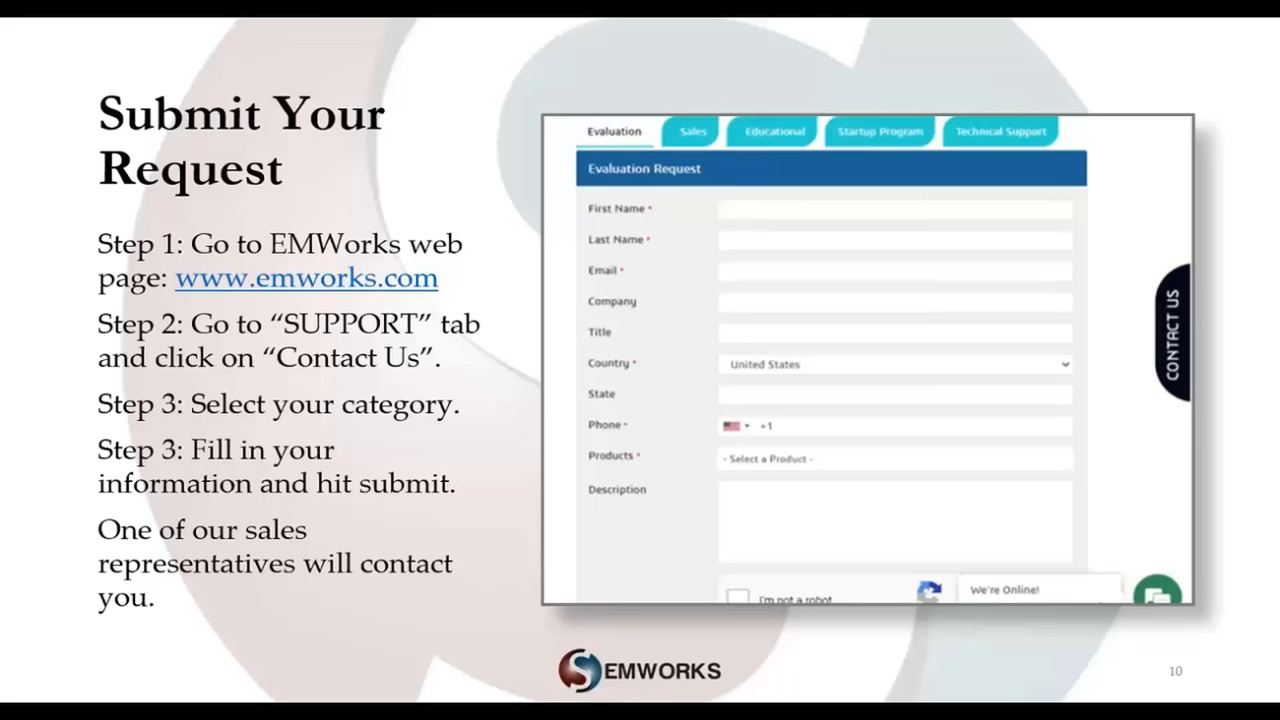 Submit Your
Request
Step 1: Go to EMWorks web
page: www.emworks.com
Step 2: Go to “SUPPORT” tab
and click on “Contact Us”.
Step 3: Select your category.
Step 3: Fill in your
information and hit submit.
One of our sales
representatives will contact
you.
Evaluation Sales Educational Startup Program Technical Support
Evaluation Request
First Name *
Last Name *
Email *
Company
Title
Country * United States
State
Phone * +1
Products * - Select a Product -
Description
I'm not a robot
We're Online!
CONTACT US
EMWORKS
10